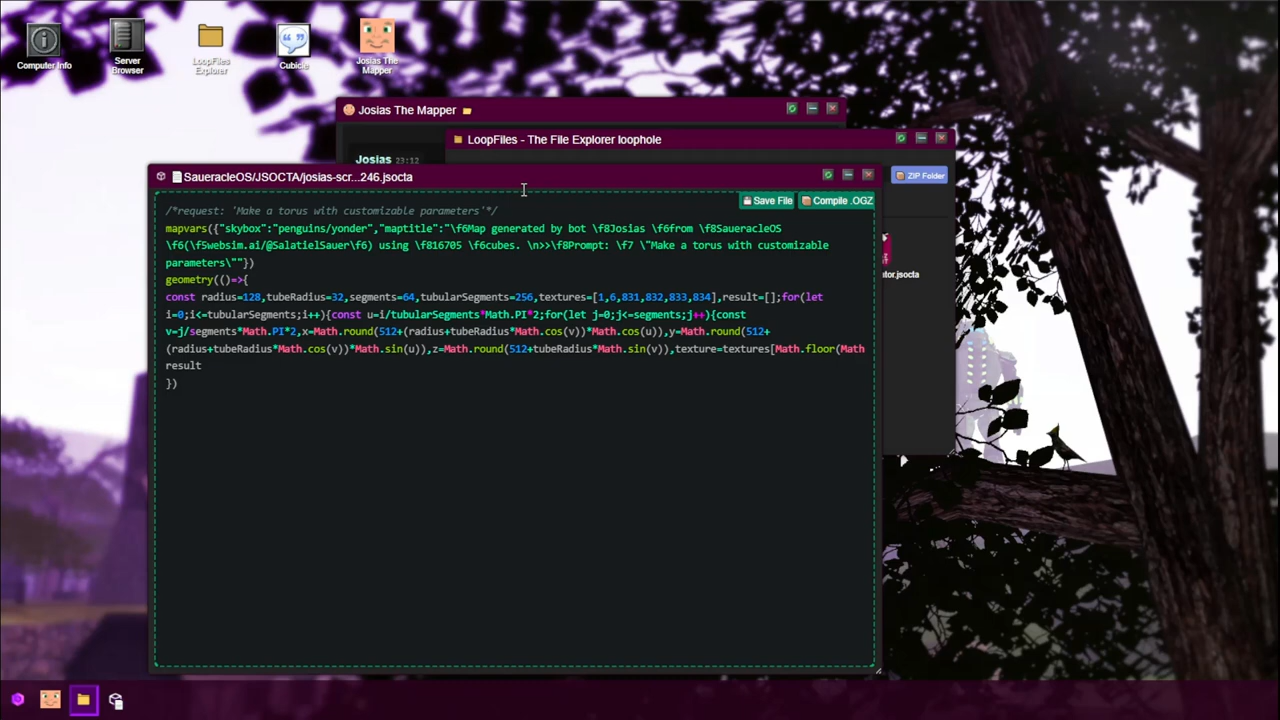 Computer Info
Server
Browser
LoopFiles
Explorer
Cubicle
Josias The
Mapper
Josias The Mapper
LoopFiles - The File Explorer loophole
Josias 23:12
ZIP Folder
SaueracleOS/JSOCTA/josias-scr...246.jsocta
Save File
Compile .OGZ
/*request: 'Make a torus with customizable parameters'*/
mapvars({"skybox":"penguins/yonder","maptitle":"\f6Map generated by bot \f8Josias \f6from \f8SaueracleOS
\f6(\f5websim.ai/@SalatielSauer\f6) using \f816705 \f6cubes. \n>>\f8Prompt: \f7 \"Make a torus with customizable
parameters\""})
geometry(()=>{
const radius=128,tubeRadius=32,segments=64,tubularSegments=256,textures=[1,6,831,832,833,834],result=[];for(let
i=0;i<=tubularSegments;i++){const u=i/tubularSegments*Math.PI*2;for(let j=0;j<=segments;j++){const
v=j/segments*Math.PI*2,x=Math.round(512+(radius+tubeRadius*Math.cos(v))*Math.cos(u)),y=Math.round(512+
(radius+tubeRadius*Math.cos(v))*Math.sin(u)),z=Math.round(512+tubeRadius*Math.sin(v)),texture=textures[Math.floor(Math
result
})
tor.jsocta